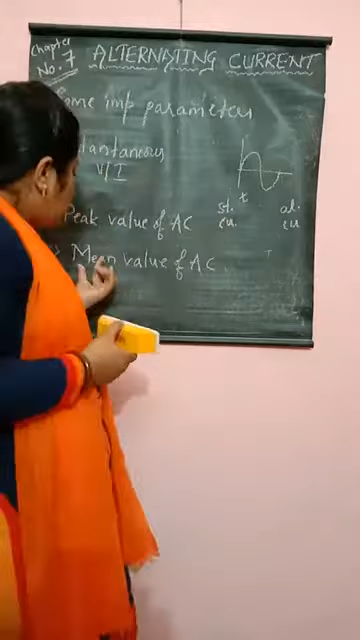 Chapter
No. 7
ALTERNATING CURRENT
Some imp parameters
V/I
t
Peak value of AC
st. al.
cu. cu
Mean value of AC
T